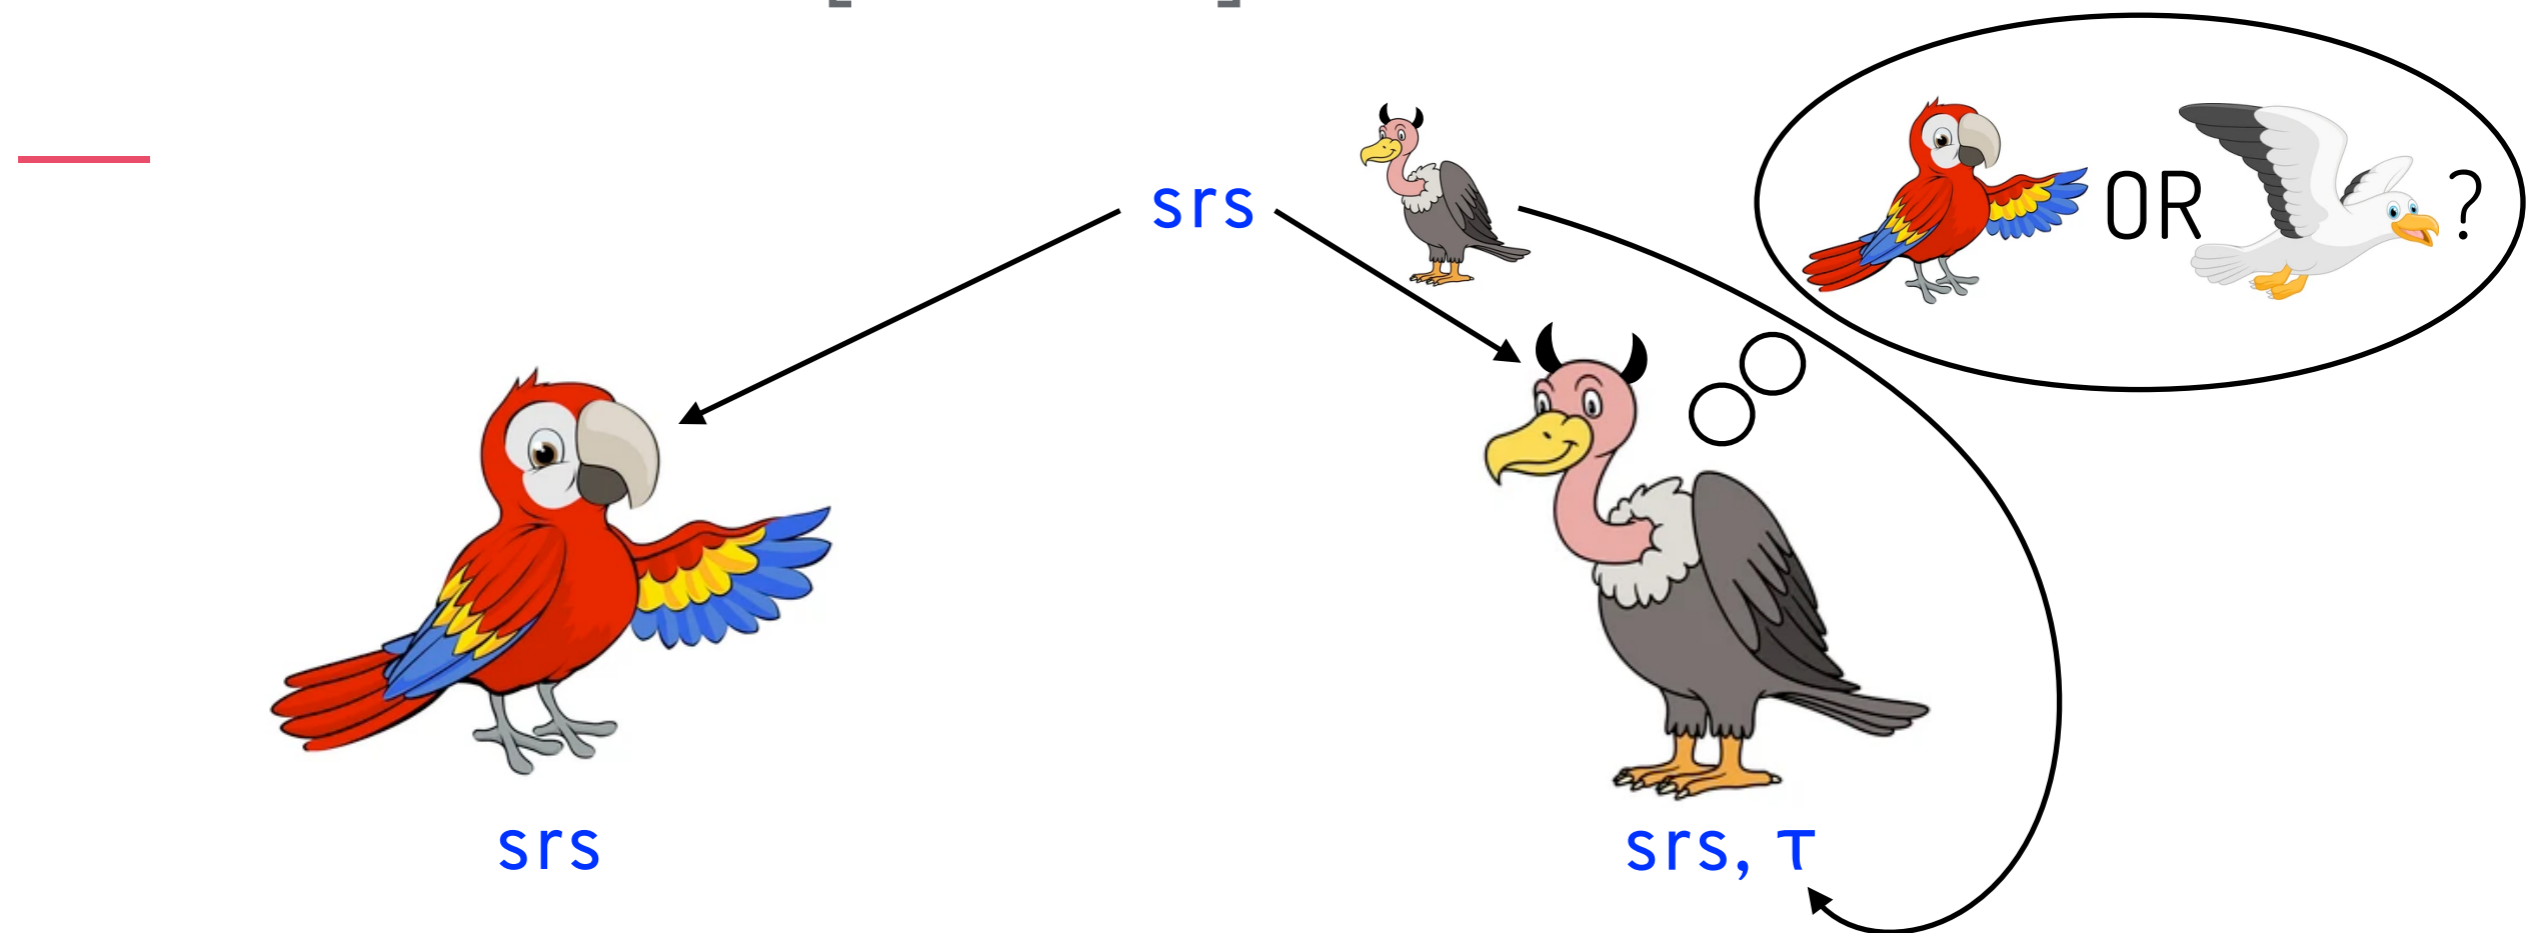 OR ?
srs
srs
srs, τ